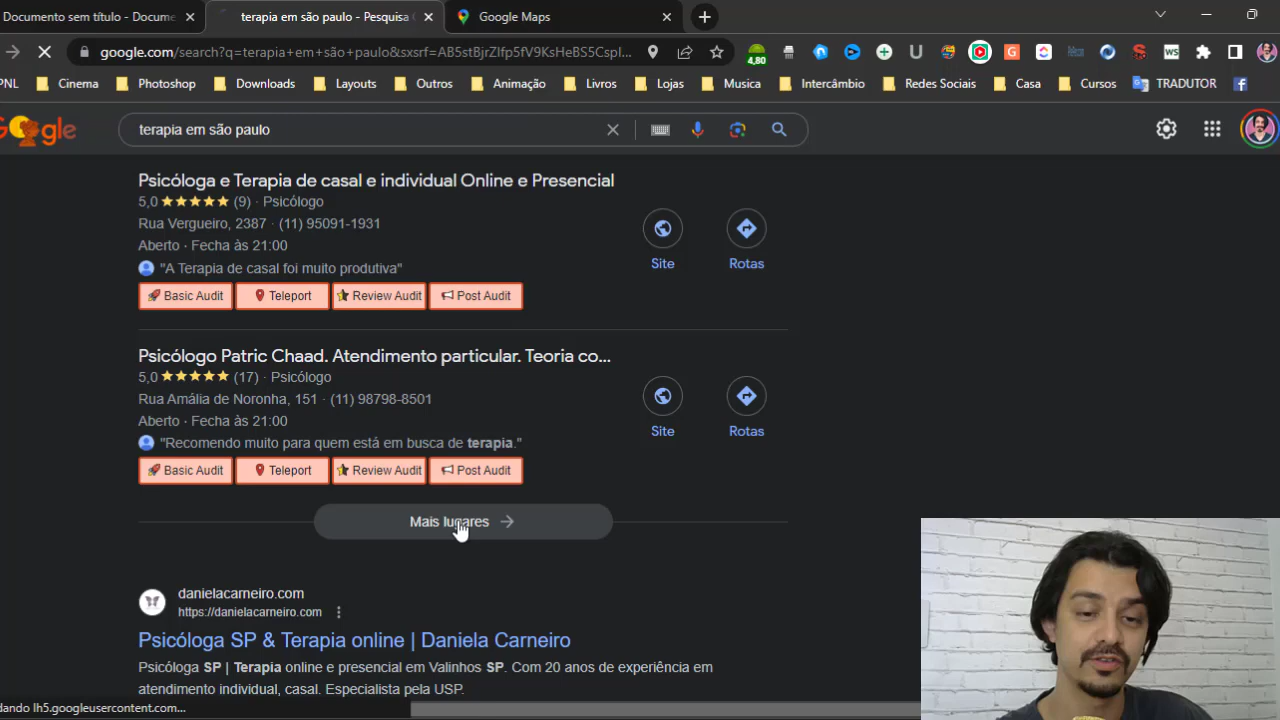 Documento sem título - Docume
terapia em são paulo - Pesquisa G
Google Maps
google.com/search?q=terapia+em+são+paulo&sxsrf=AB5stBjrZlfp5fV9KsHeBS5CspI...
4,80
PNL
Cinema
Photoshop
Downloads
Layouts
Outros
Animação
Livros
Lojas
Musica
Intercâmbio
Redes Sociais
Casa
Cursos
TRADUTOR
terapia em são paulo
Psicóloga e Terapia de casal e individual Online e Presencial
5,0 ★★★★★ (9) · Psicólogo
Rua Vergueiro, 2387 · (11) 95091-1931
Aberto · Fecha às 21:00
"A Terapia de casal foi muito produtiva"
Site
Rotas
Basic Audit
Teleport
Review Audit
Post Audit
Psicólogo Patric Chaad. Atendimento particular. Teoria co...
5,0 ★★★★★ (17) · Psicólogo
Rua Amália de Noronha, 151 · (11) 98798-8501
Aberto · Fecha às 21:00
"Recomendo muito para quem está em busca de terapia."
Site
Rotas
Basic Audit
Teleport
Review Audit
Post Audit
Mais lugares
danielacarneiro.com
https://danielacarneiro.com
Psicóloga SP & Terapia online | Daniela Carneiro
Psicóloga SP | Terapia online e presencial em Valinhos SP. Com 20 anos de experiência em
atendimento individual, casal. Especialista pela USP.
dando lh5.googleusercontent.com...